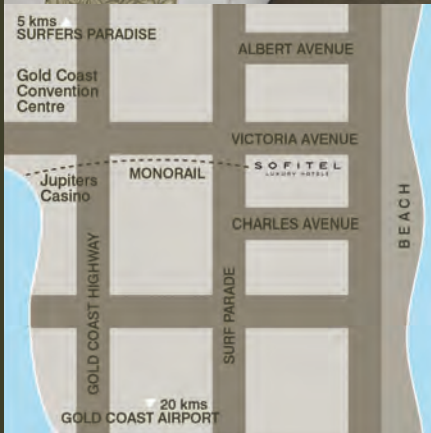 5 kms
SURFERS PARADISE
ALBERT AVENUE
Gold Coast
Convention
Centre
VICTORIA AVENUE
MONORAIL
SOFITEL
LUXURY HOTELS
Jupiters
Casino
CHARLES AVENUE
BEACH
GOLD COAST HIGHWAY
SURF PARADE
20 kms
GOLD COAST AIRPORT